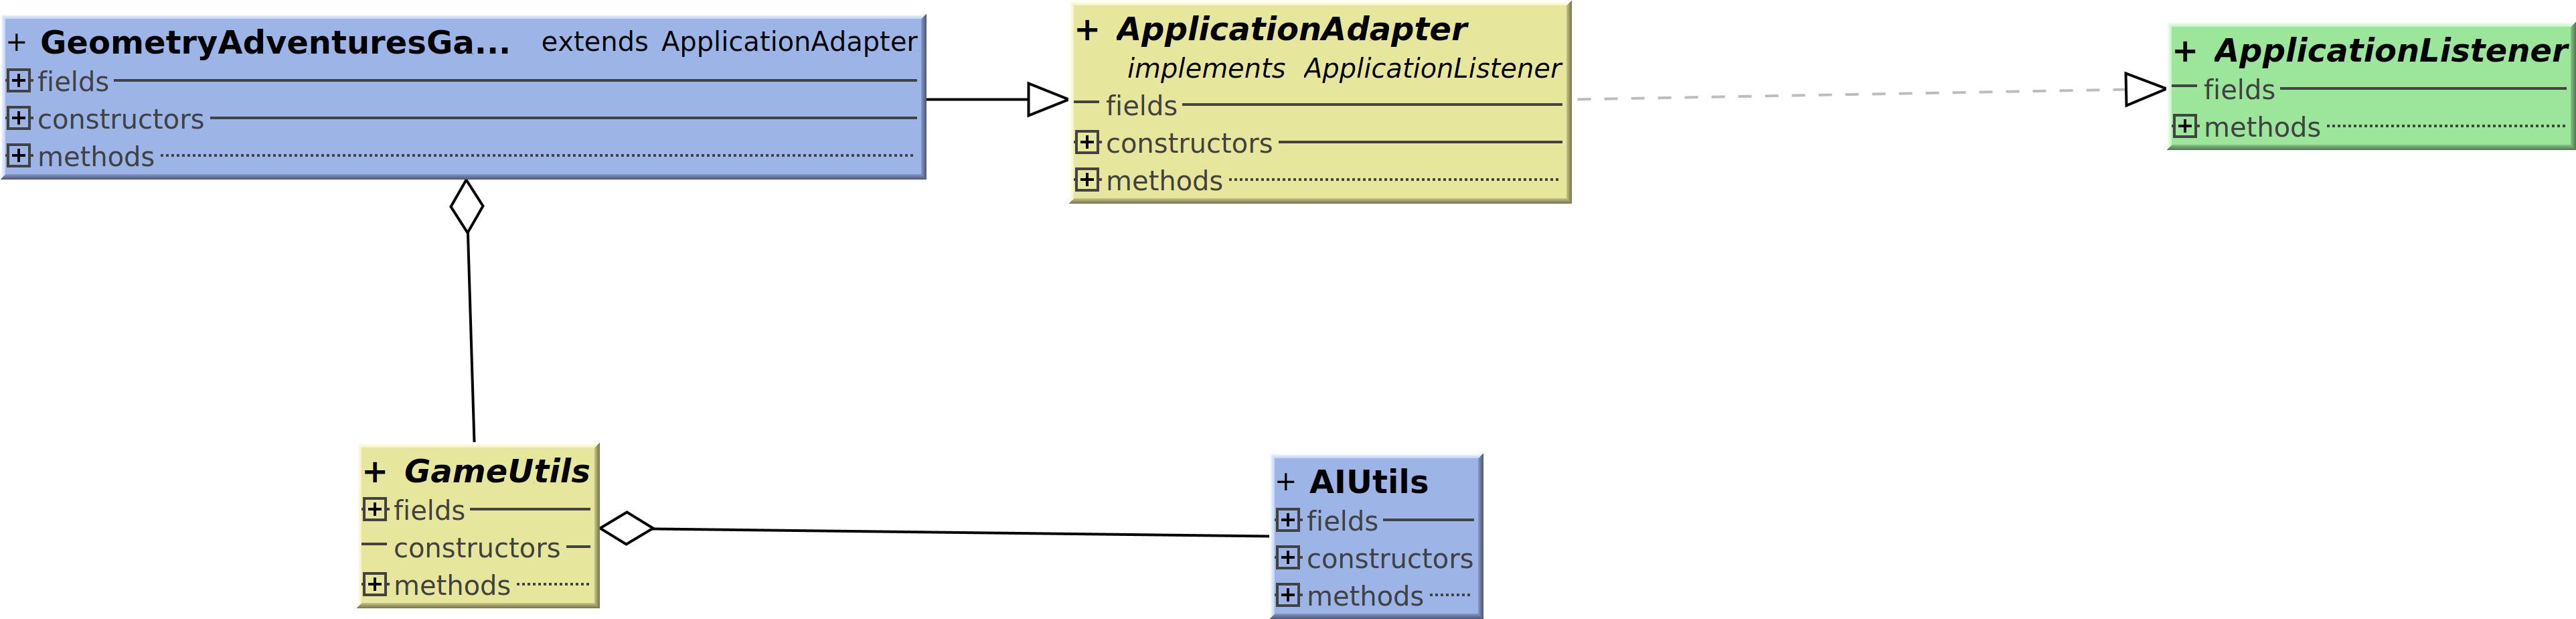 + GeometryAdventuresGa... extends ApplicationAdapter
+ fields
+ constructors
+ methods
+ ApplicationAdapter
implements ApplicationListener
fields
+ constructors
+ methods
+ ApplicationListener
fields
+ methods
+ GameUtils
+ fields
constructors
+ methods
+ AIUtils
+ fields
+ constructors
+ methods